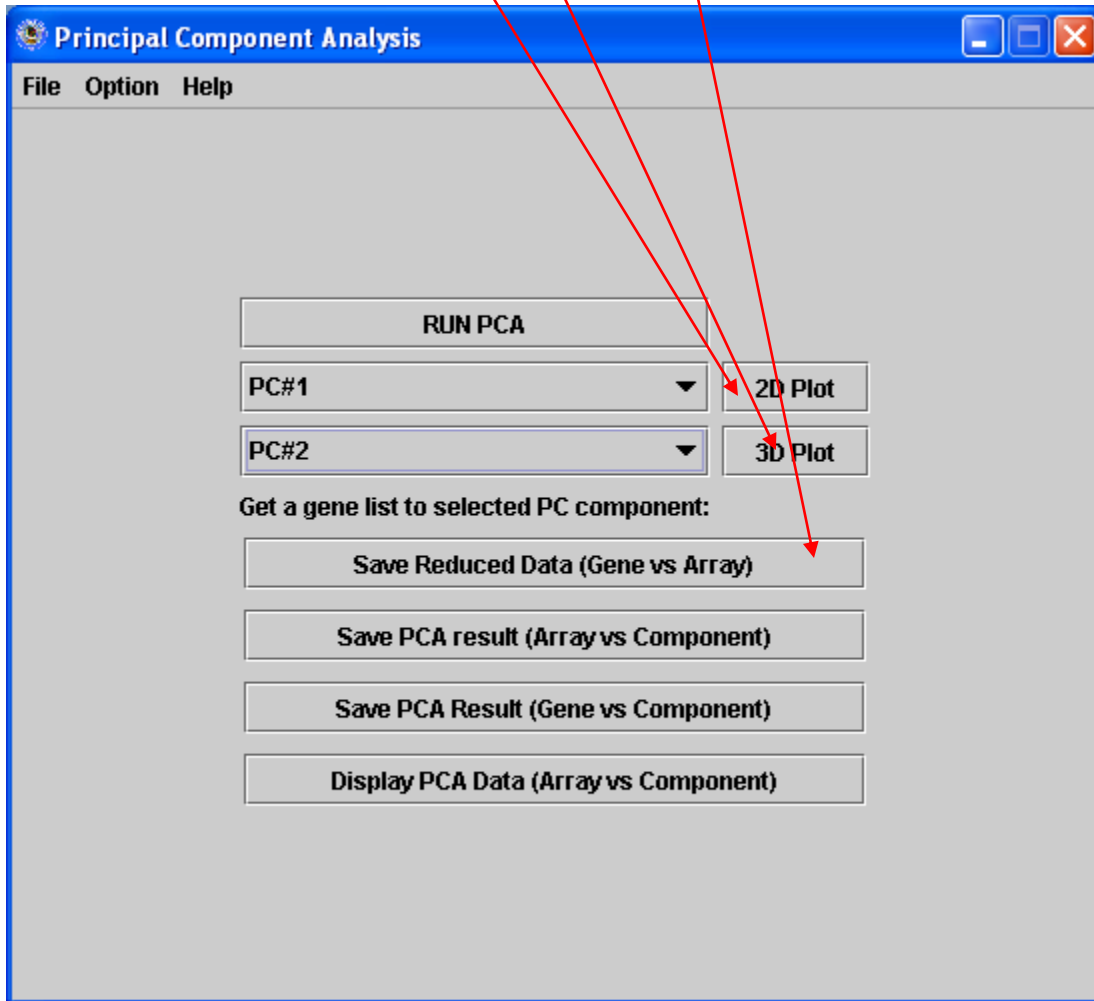 Principal Component Analysis
File Option Help
RUN PCA
PC#1 2D Plot
PC#2 3D Plot
Get a gene list to selected PC component:
Save Reduced Data (Gene vs Array)
Save PCA result (Array vs Component)
Save PCA Result (Gene vs Component)
Display PCA Data (Array vs Component)